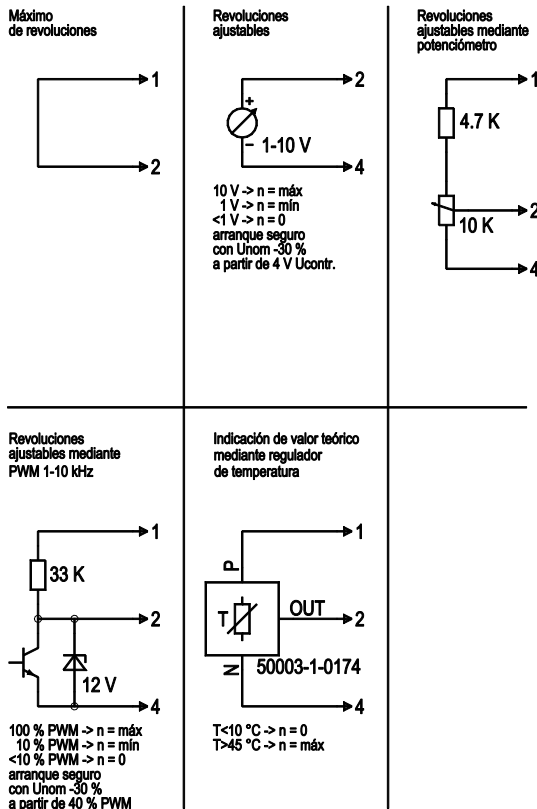 Máximo
de revoluciones
1
2
Revoluciones
ajustables
2
+
1-10 V
−
4
10 V -> n = máx
1 V -> n = mín
<1 V -> n = 0
arranque seguro
con Unom -30 %
a partir de 4 V Ucontr.
Revoluciones
ajustables mediante
potenciómetro
1
4.7 K
2
10 K
4
Revoluciones
ajustables mediante
PWM 1-10 kHz
1
33 K
2
12 V
4
100 % PWM -> n = máx
10 % PWM -> n = mín
<10 % PWM -> n = 0
arranque seguro
con Unom -30 %
a partir de 40 % PWM
Indicación de valor teórico
mediante regulador
de temperatura
1
P
T
OUT
2
N
50003-1-0174
4
T<10 °C -> n = 0
T>45 °C -> n = máx